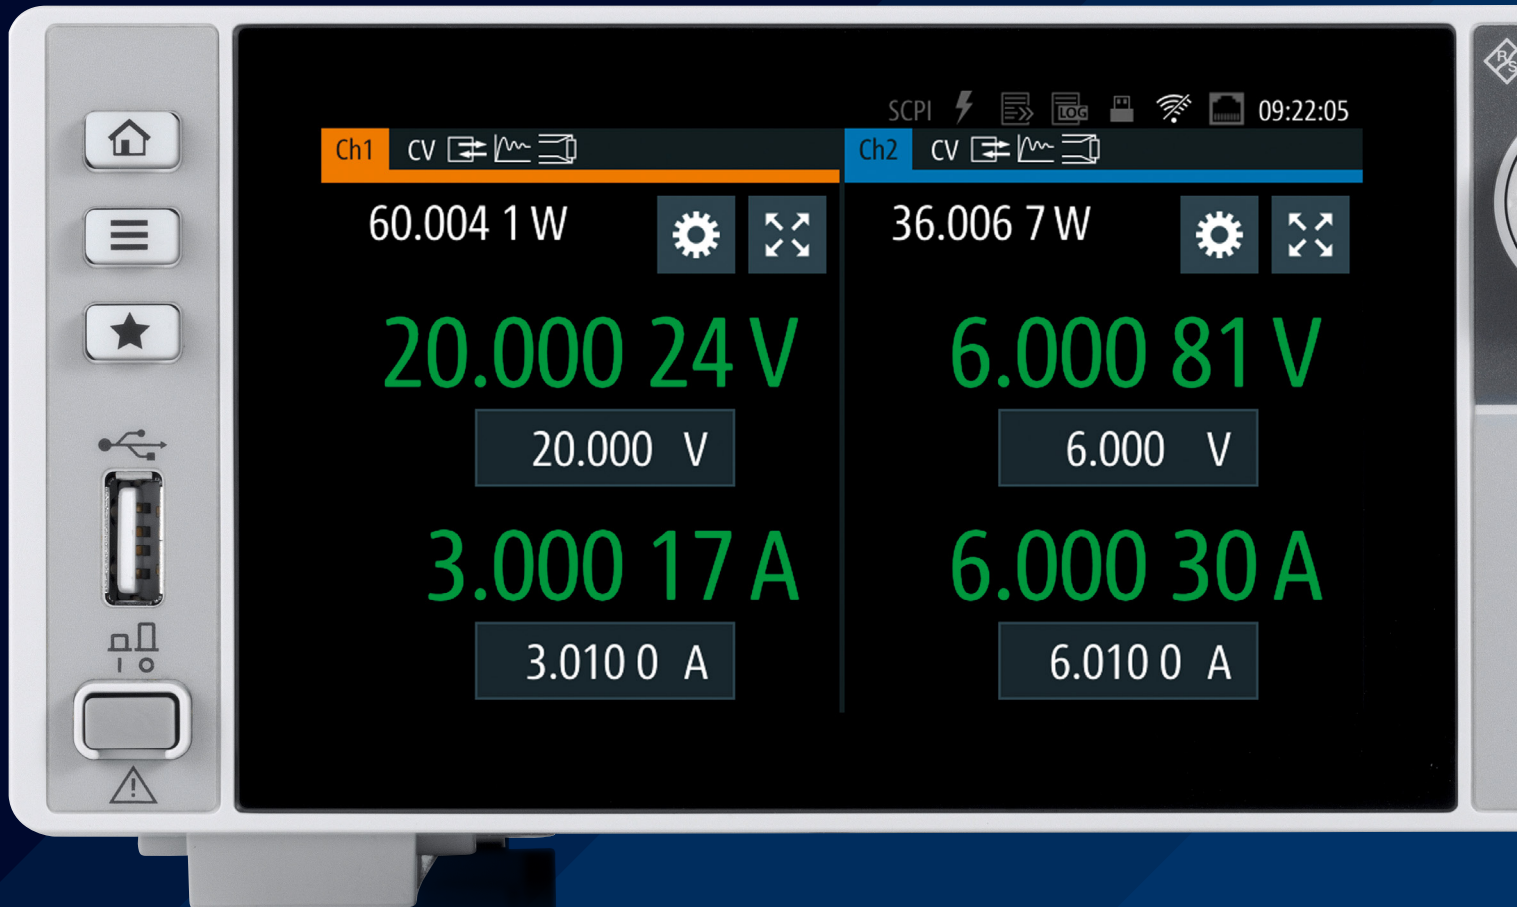 SCPI LOG 09:22:05
Ch1 CV
Ch2 CV
60.004 1 W
36.006 7 W
20.000 24 V
6.000 81 V
20.000 V
6.000 V
3.000 17 A
6.000 30 A
3.010 0 A
6.010 0 A
R&S